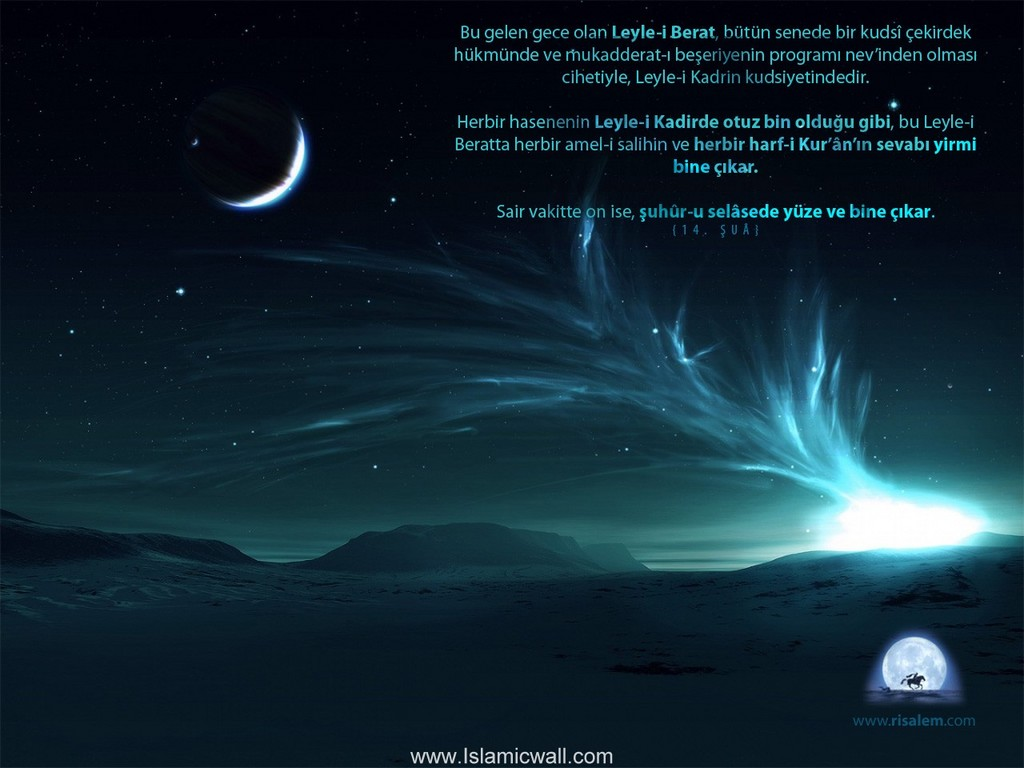 Bu gelen gece olan Leyle-i Berat, bütün senede bir kudsî çekirdek
hükmünde ve mukadderat-ı beşeriyenin programı nev'inden olması
cihetiyle, Leyle-i Kadrin kudsiyetindedir.
Herbir hasenenin Leyle-i Kadirde otuz bin olduğu gibi, bu Leyle-i
Beratta herbir amel-i salihin ve herbir harf-i Kur'ân'ın sevabı yirmi
bine çıkar.
Sair vakitte on ise, şuhûr-u selâsede yüze ve bine çıkar.
(14. ŞUÂ)
www.risalem.com
www.Islamicwall.com